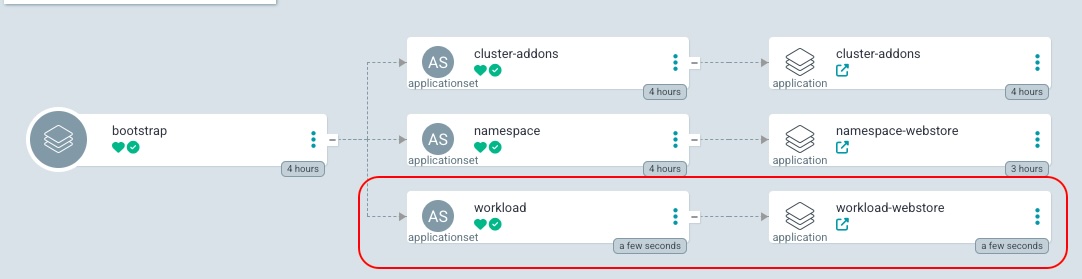 AS
cluster-addons
applicationset
4 hours
cluster-addons
application
4 hours
bootstrap
4 hours
AS
namespace
applicationset
4 hours
namespace-webstore
application
3 hours
AS
workload
applicationset
a few seconds
workload-webstore
application
a few seconds